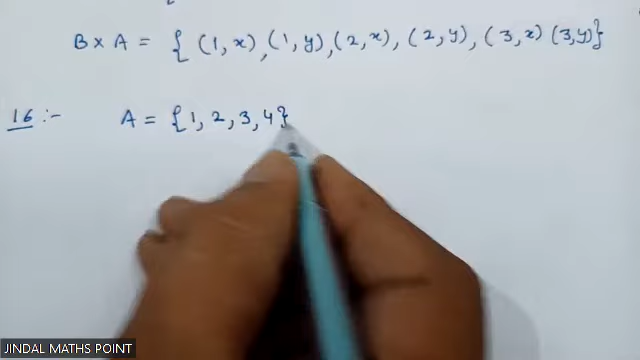 B × A = { (1, x), (1, y), (2, x), (2, y), (3, x) (3, y)}
16 :- A = {1, 2, 3, 4}
JINDAL MATHS POINT